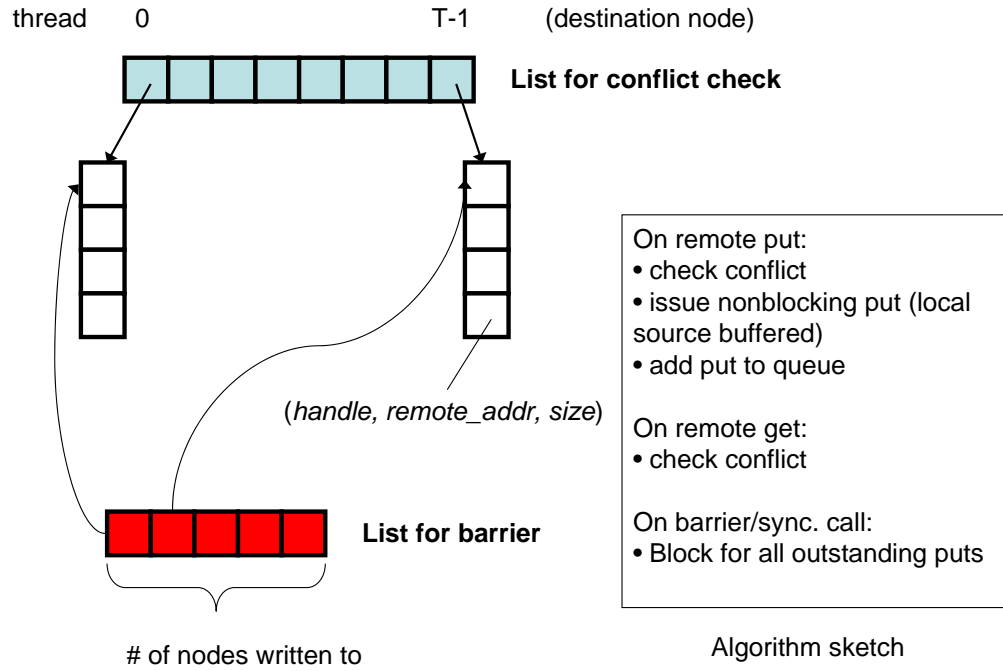 thread 0 T-1 (destination node)
List for conflict check
On remote put:
• check conflict
• issue nonblocking put (local
source buffered)
• add put to queue
On remote get:
• check conflict
On barrier/sync. call:
• Block for all outstanding puts
(handle, remote_addr, size)
List for barrier
# of nodes written to
Algorithm sketch